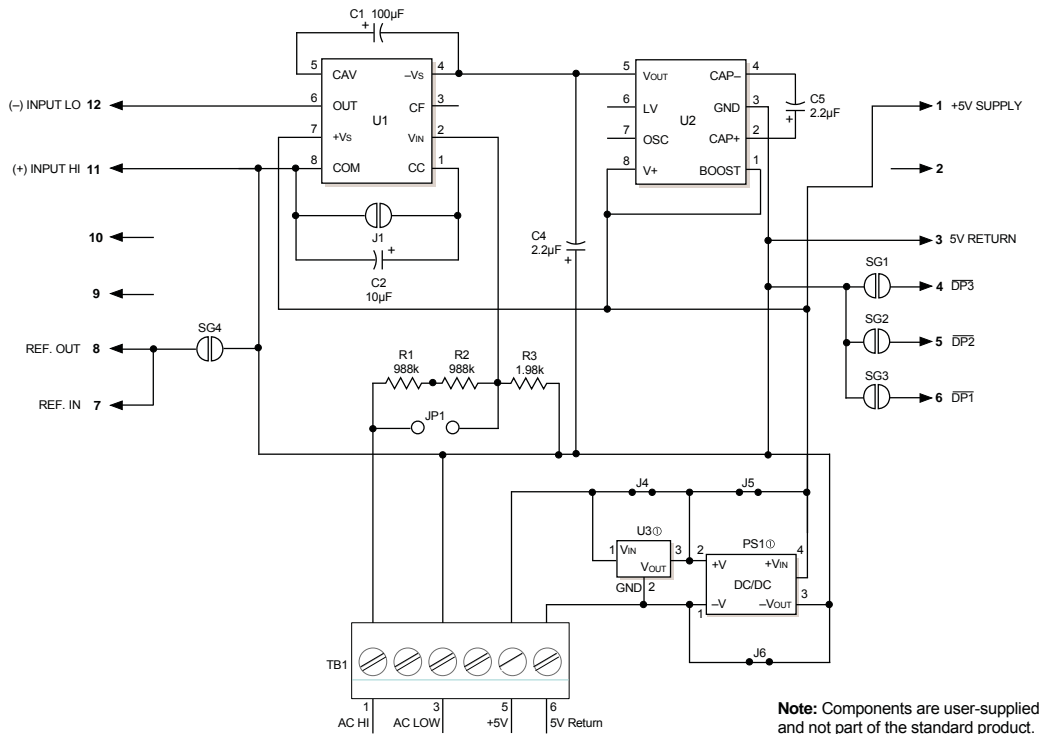 C1 100µF
+
5 CAV
–VS 4
6 OUT
CF 3
U1
7 +VS
VIN 2
8 COM
CC 1
J1
+
C2
10µF
(–) INPUT LO 12
(+) INPUT HI 11
10
9
REF. OUT 8
REF. IN 7
SG4
5 VOUT
CAP– 4
6 LV
GND 3
U2
7 OSC
CAP+ 2
8 V+
BOOST 1
C5
2.2µF
+
C4
2.2µF
+
1 +5V SUPPLY
2
3 5V RETURN
SG1
4 DP3
SG2
5 DP2
SG3
6 DP1
R1
988k
R2
988k
R3
1.98k
JP1
J4
J5
U3①
1 VIN
VOUT 3
GND 2
PS1①
2 +V
+VIN 4
DC/DC
1 –V
–VOUT 3
J6
TB1
1
AC HI
3
AC LOW
5
+5V
6
5V Return
Note: Components are user-supplied
and not part of the standard product.